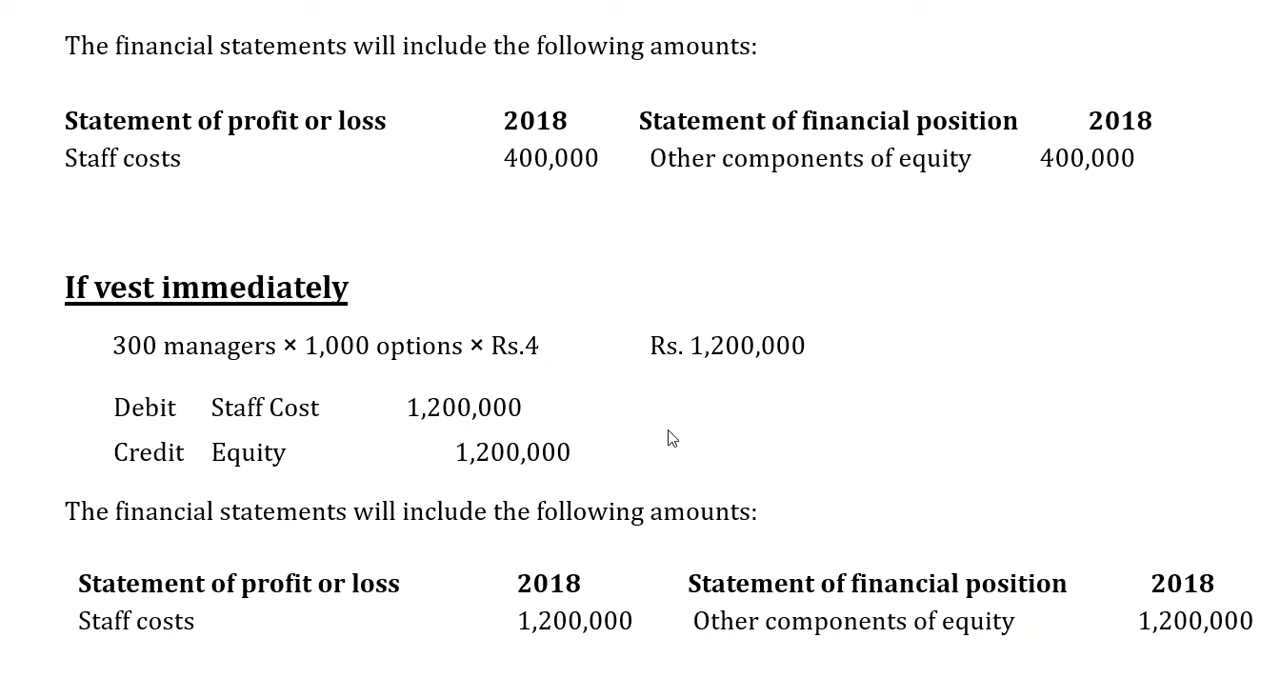 The financial statements will include the following amounts:
Statement of profit or loss 2018 Statement of financial position 2018
Staff costs 400,000 Other components of equity 400,000
If vest immediately
300 managers × 1,000 options × Rs.4 Rs. 1,200,000
Debit Staff Cost 1,200,000
Credit Equity 1,200,000
The financial statements will include the following amounts:
Statement of profit or loss 2018 Statement of financial position 2018
Staff costs 1,200,000 Other components of equity 1,200,000